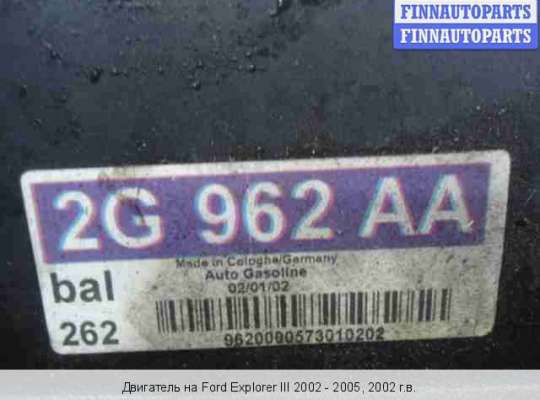 FINNAUTOPARTS
FINNAUTOPARTS
2G 962 AA
Made in Cologne/Germany
Auto Gasoline
02/01/02
bal
262
9620000573010202
Двигатель на Ford Explorer III 2002 - 2005, 2002 г.в.